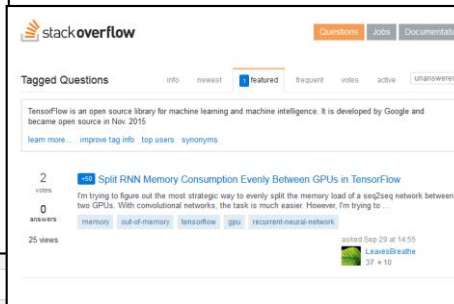 stackoverflow
Questions Jobs Documentatio
Tagged Questions info newest 1 featured frequent votes active unanswered
TensorFlow is an open source library for machine learning and machine intelligence. It is developed by Google and
became open source in Nov. 2015
learn more... improve tag info top users synonyms
2
votes
0
answers
25 views
+50 Split RNN Memory Consumption Evenly Between GPUs in TensorFlow
I'm trying to figure out the most strategic way to evenly split the memory load of a seq2seq network between
two GPUs. With convolutional networks, the task is much easier. However, I'm trying to ...
memory out-of-memory tensorflow gpu recurrent-neural-network
asked Sep 29 at 14:55
LeavesBreathe
37 ● 10